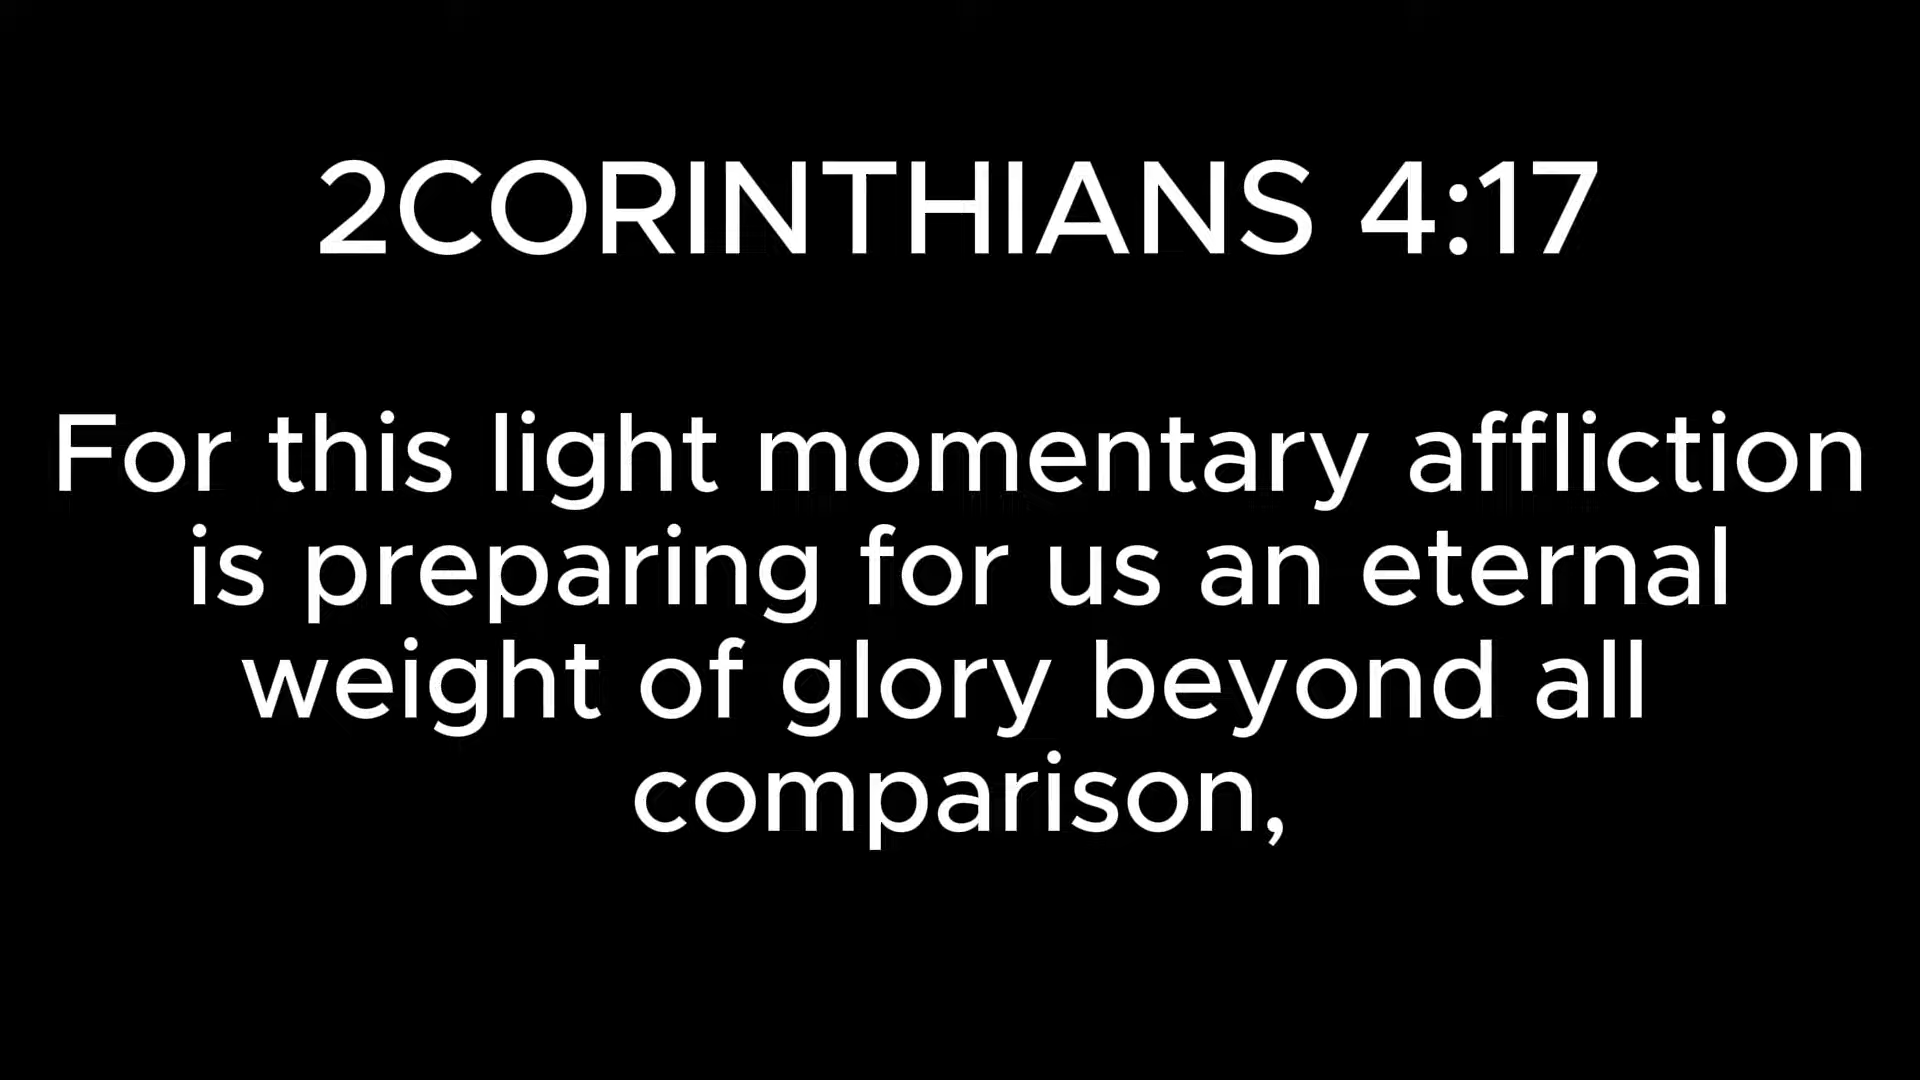 2CORINTHIANS 4:17
For this light momentary affliction
is preparing for us an eternal
weight of glory beyond all
comparison,